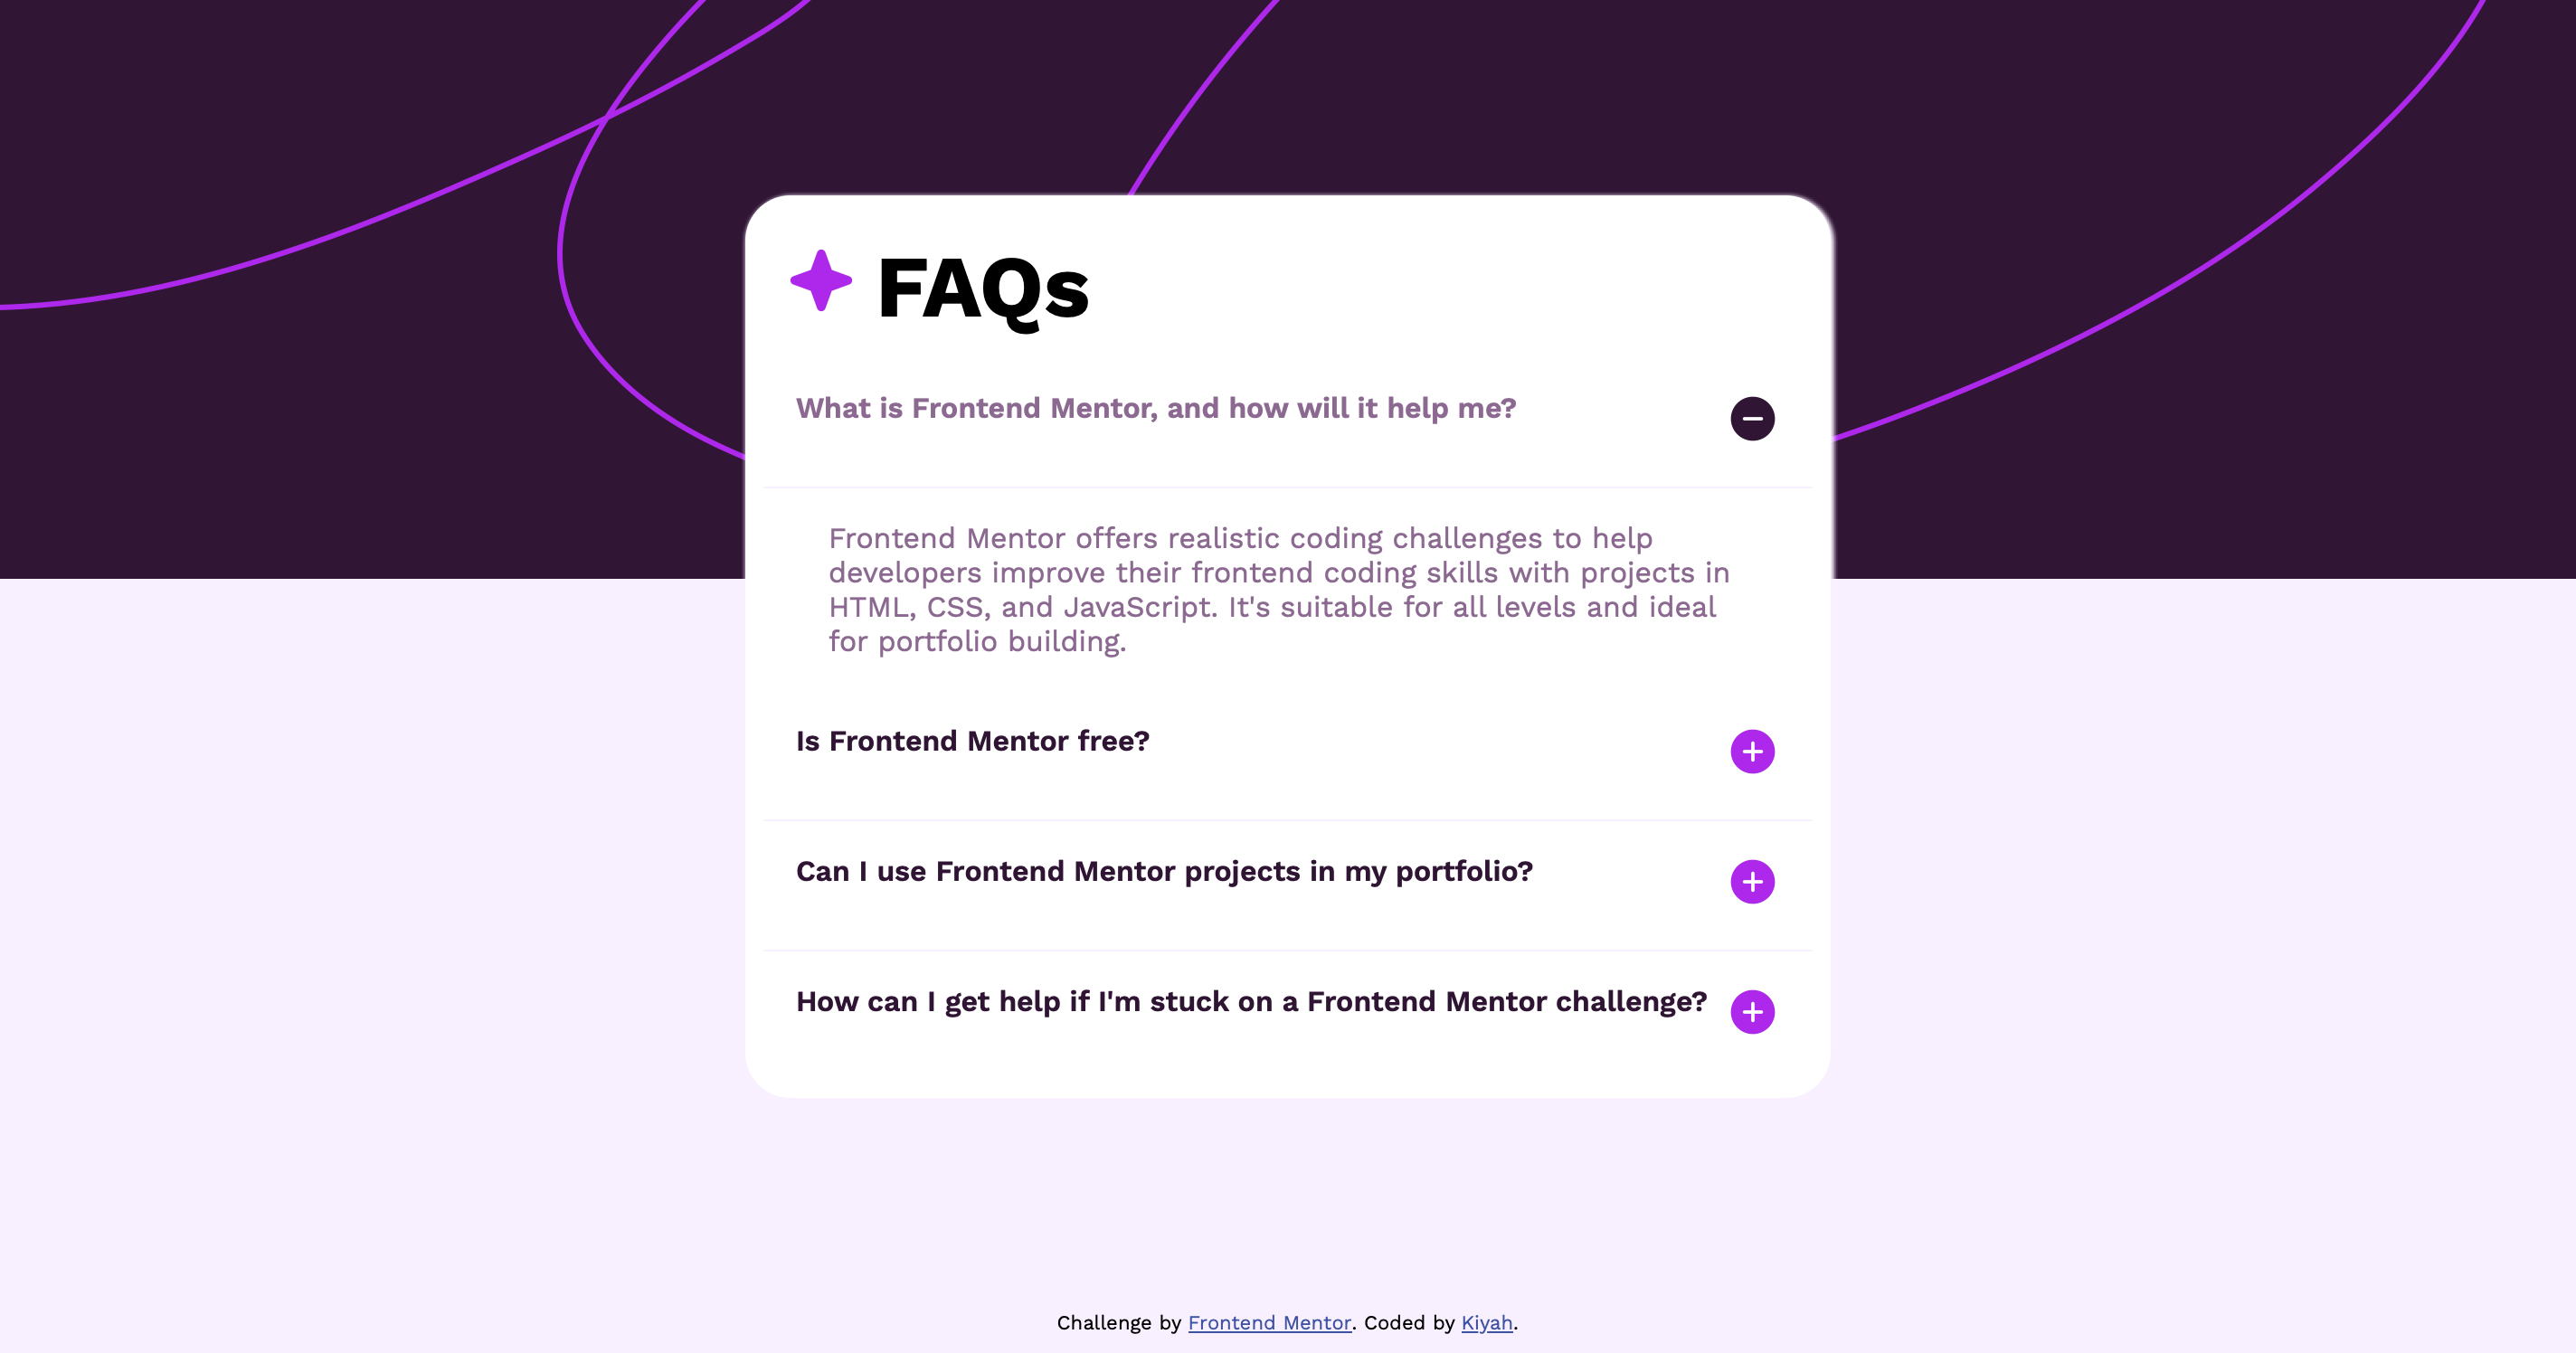 FAQs
What is Frontend Mentor, and how will it help me?
Frontend Mentor offers realistic coding challenges to help
developers improve their frontend coding skills with projects in
HTML, CSS, and JavaScript. It's suitable for all levels and ideal
for portfolio building.
Is Frontend Mentor free?
Can I use Frontend Mentor projects in my portfolio?
How can I get help if I'm stuck on a Frontend Mentor challenge?
Challenge by Frontend Mentor. Coded by Kiyah.